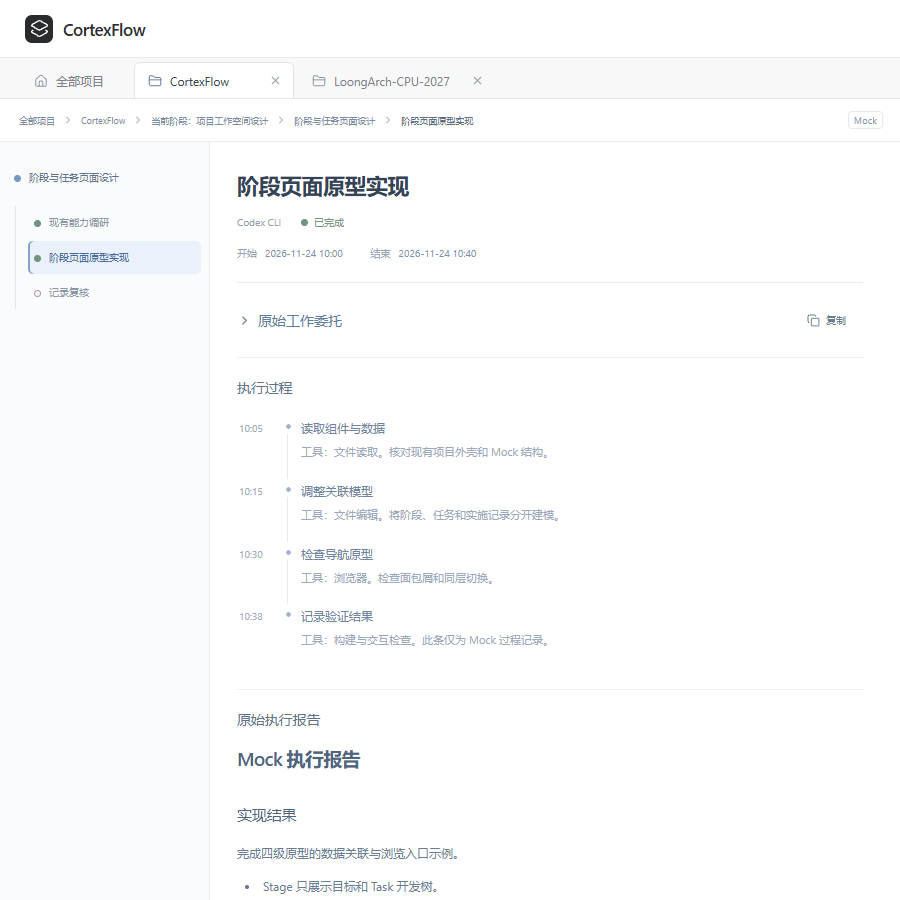 CortexFlow
全部项目
CortexFlow
LoongArch-CPU-2027
全部项目 > CortexFlow > 当前阶段：项目工作空间设计 > 阶段与任务页面设计 > 阶段页面原型实现
Mock
阶段与任务页面设计
现有能力调研
阶段页面原型实现
记录复核
阶段页面原型实现
Codex CLI 已完成
开始 2026-11-24 10:00 结束 2026-11-24 10:40
原始工作委托
复制
执行过程
10:05 读取组件与数据
工具：文件读取。核对现有项目外壳和 Mock 结构。
10:15 调整关联模型
工具：文件编辑。将阶段、任务和实施记录分开建模。
10:30 检查导航原型
工具：浏览器。检查面包屑和同层切换。
10:38 记录验证结果
工具：构建与交互检查。此条仅为 Mock 过程记录。
原始执行报告
Mock 执行报告
实现结果
完成四级原型的数据关联与浏览入口示例。
• Stage 只展示目标和 Task 开发树。